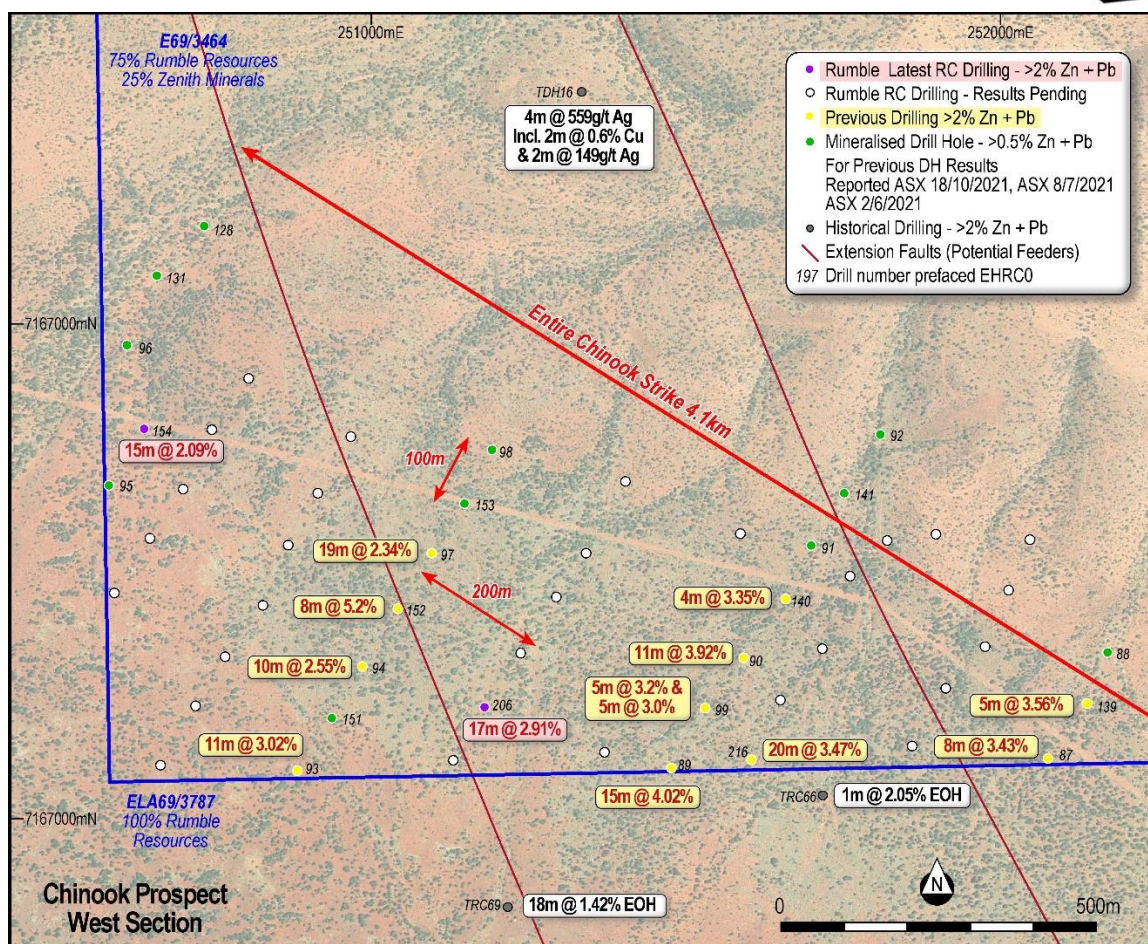 251000mE
252000mE
E69/3464
75% Rumble Resources
25% Zenith Minerals
TDH16
4m @ 559g/t Ag
Incl. 2m @ 0.6% Cu
& 2m @ 149g/t Ag
Rumble Latest RC Drilling - >2% Zn + Pb
Rumble RC Drilling - Results Pending
Previous Drilling >2% Zn + Pb
Mineralised Drill Hole - >0.5% Zn + Pb
For Previous DH Results
Reported ASX 18/10/2021, ASX 8/7/2021
ASX 2/6/2021
Historical Drilling - >2% Zn + Pb
Extension Faults (Potential Feeders)
197 Drill number prefaced EHRC0
128
131
7167000mN
96
Entire Chinook Strike 4.1km
154
15m @ 2.09%
92
100m
98
95
153
141
19m @ 2.34%
97
91
200m
8m @ 5.2%
152
4m @ 3.35%
140
10m @ 2.55%
94
11m @ 3.92%
90
88
5m @ 3.2% &
5m @ 3.0%
99
206
17m @ 2.91%
151
5m @ 3.56%
139
11m @ 3.02%
93
89
15m @ 4.02%
216
20m @ 3.47%
8m @ 3.43%
87
ELA69/3787
100% Rumble
Resources
TRC66
1m @ 2.05% EOH
7167000mN
Chinook Prospect
West Section
TRC69
18m @ 1.42% EOH
N
0
500m